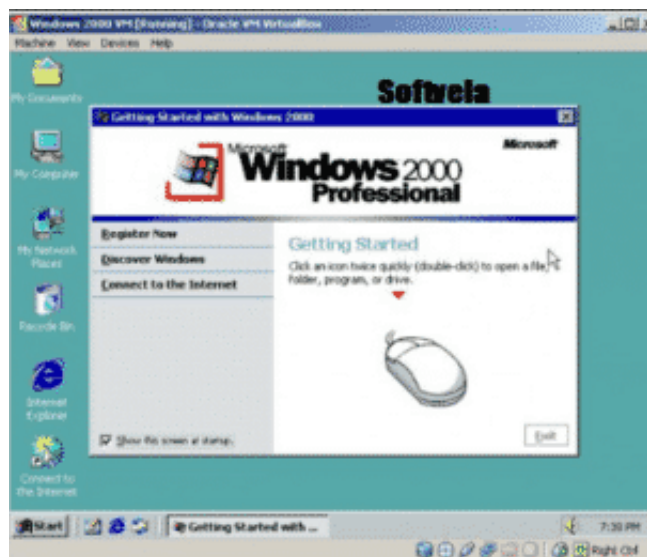 Windows 2000 VM [Running] - Oracle VM VirtualBox
Machine View Devices Help
My Documents
Softvela
Getting Started with Windows 2000
My Computer
Microsoft
Windows 2000
Professional
Microsoft
My Network
Places
Register Now
Discover Windows
Connect to the Internet
Getting Started
Click an icon twice quickly (double-click) to open a file,
folder, program, or drive.
Recycle Bin
Internet
Explorer
Show this screen at startup.
Exit
Connect to
the Internet
Start
Getting Started with ...
7:38 PM
Right Ctrl